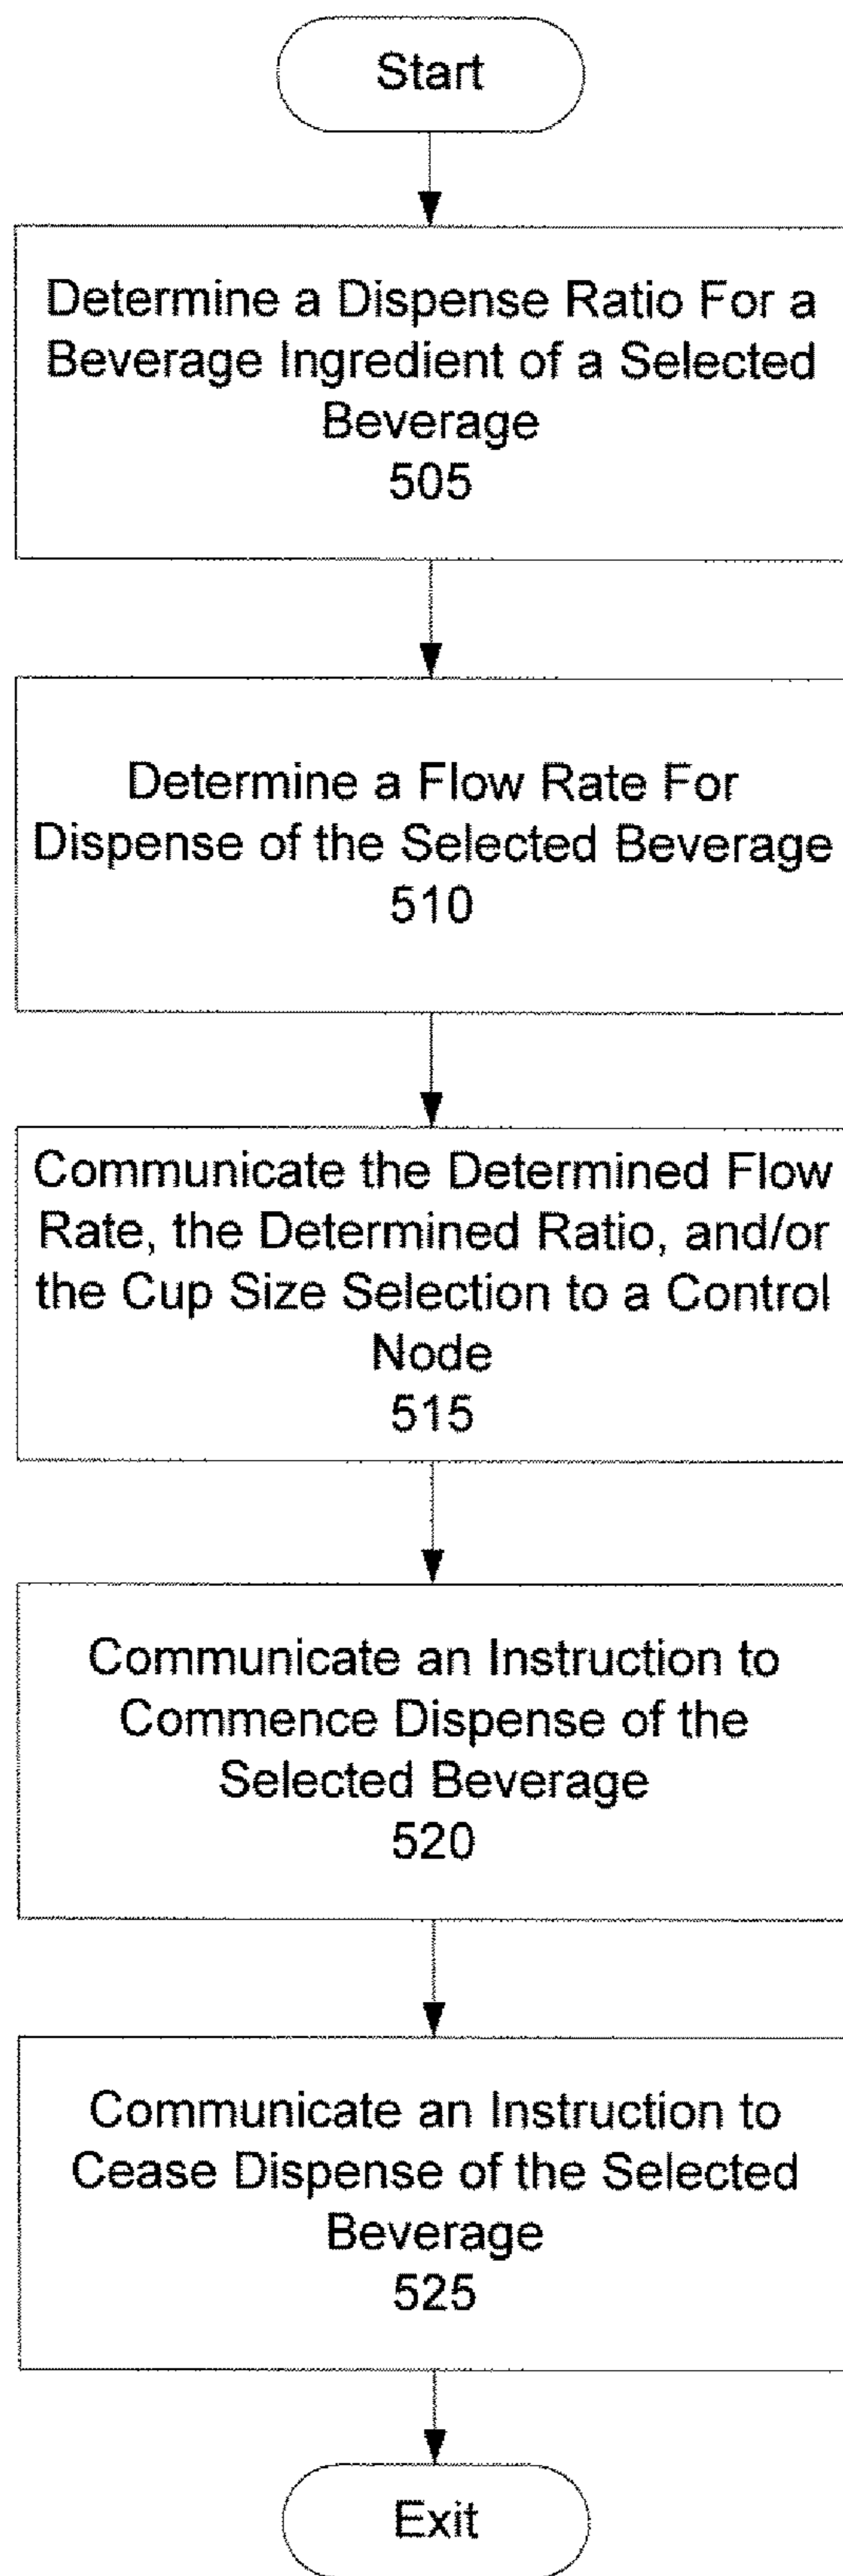 Start
Determine a Dispense Ratio For a
Beverage Ingredient of a Selected
Beverage
505
Determine a Flow Rate For
Dispense of the Selected Beverage
510
Communicate the Determined Flow
Rate, the Determined Ratio, and/or
the Cup Size Selection to a Control
Node
515
Communicate an Instruction to
Commence Dispense of the
Selected Beverage
520
Communicate an Instruction to
Cease Dispense of the Selected
Beverage
525
Exit